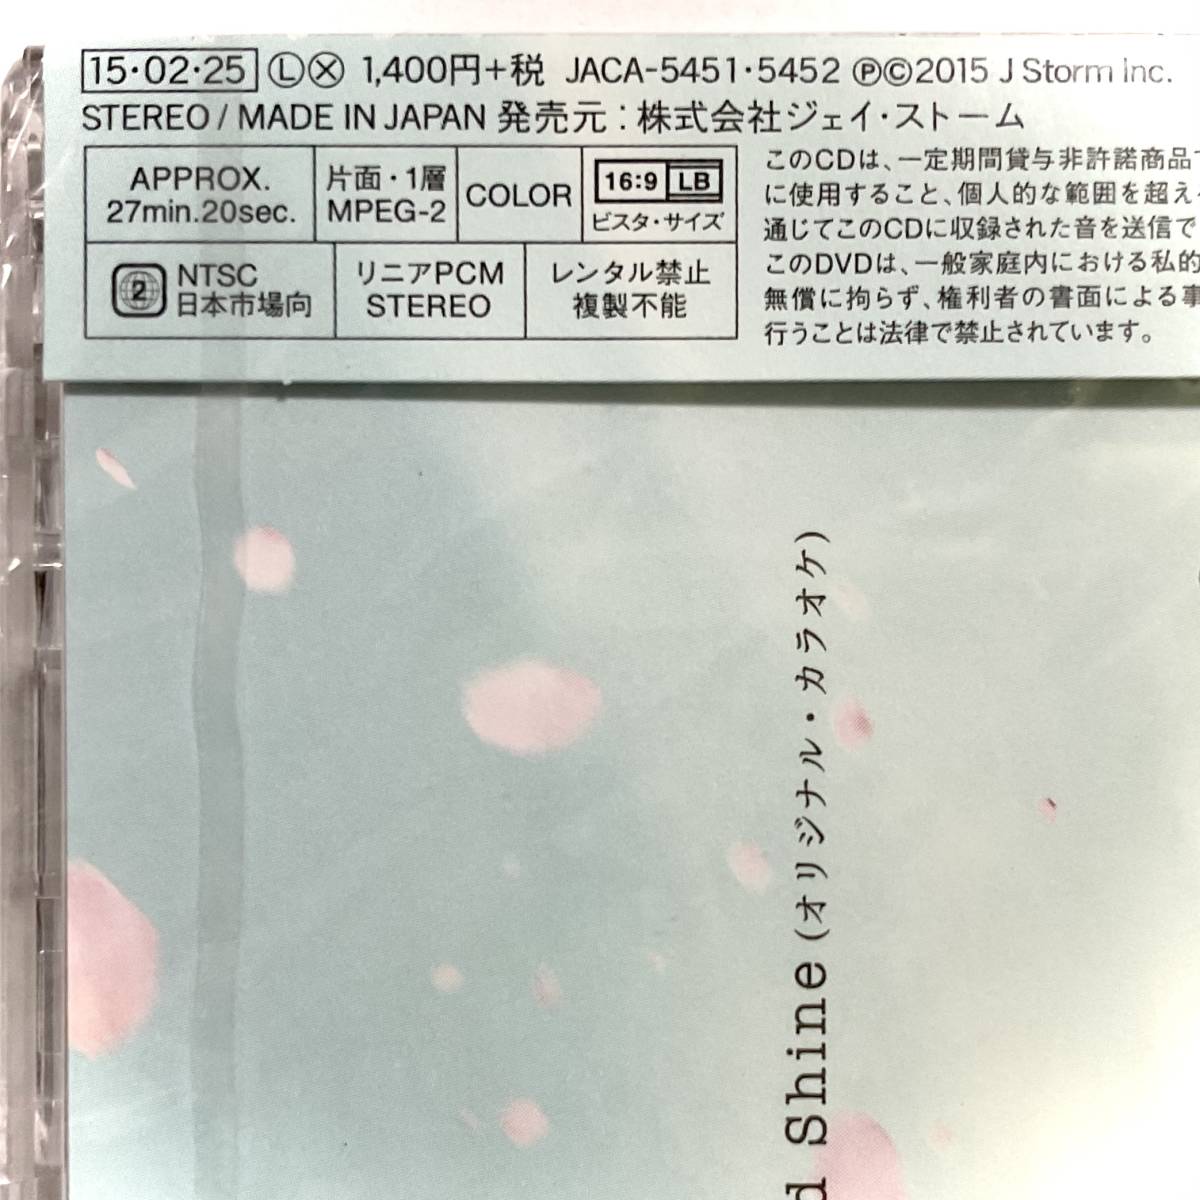 15·02·25 Ⓛ Ⓧ 1,400円+税 JACA-5451·5452 ℗©2015 J Storm Inc.
STEREO / MADE IN JAPAN 発売元：株式会社ジェイ・ストーム
APPROX.
27min.20sec.
片面・1層
MPEG-2
COLOR
16:9 LB
ビスタ・サイズ
2
NTSC
日本市場向
リニアPCM
STEREO
レンタル禁止
複製不能
このCDは、一定期間貸与非許諾商品
に使用すること、個人的な範囲を超え
通じてこのCDに収録された音を送信で
このDVDは、一般家庭内における私的
無償に拘らず、権利者の書面による事
行うことは法律で禁止されています。
d Shine (オリジナル・カラオケ)